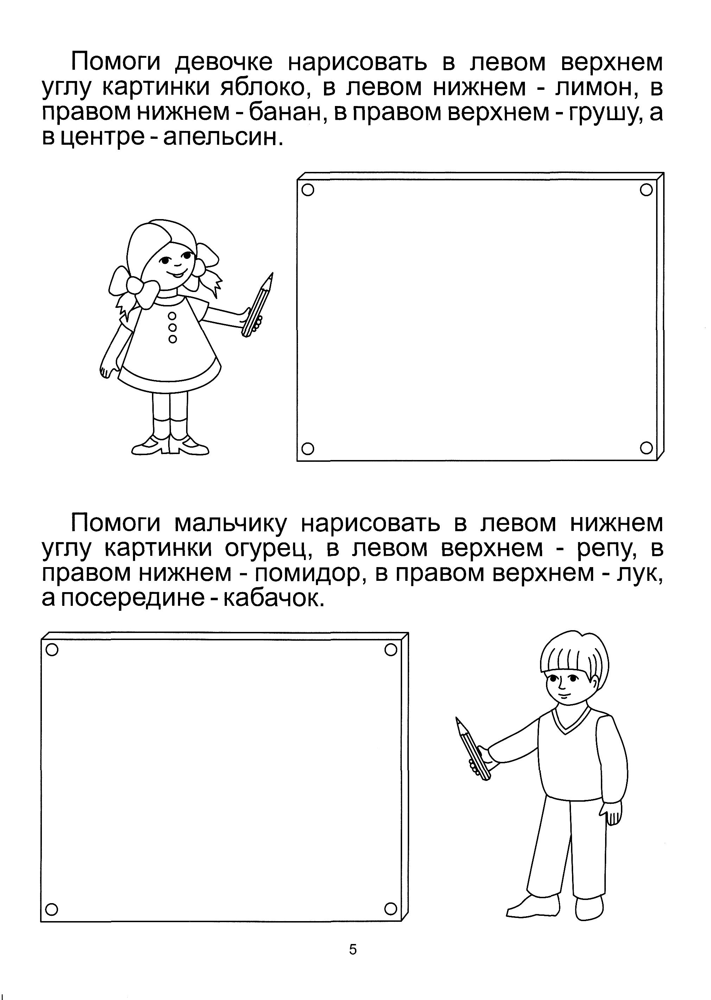 Помоги девочке нарисовать в левом верхнем
углу картинки яблоко, в левом нижнем - лимон, в
правом нижнем - банан, в правом верхнем - грушу, а
в центре - апельсин.
Помоги мальчику нарисовать в левом нижнем
углу картинки огурец, в левом верхнем - репу, в
правом нижнем - помидор, в правом верхнем - лук,
а посередине - кабачок.
5